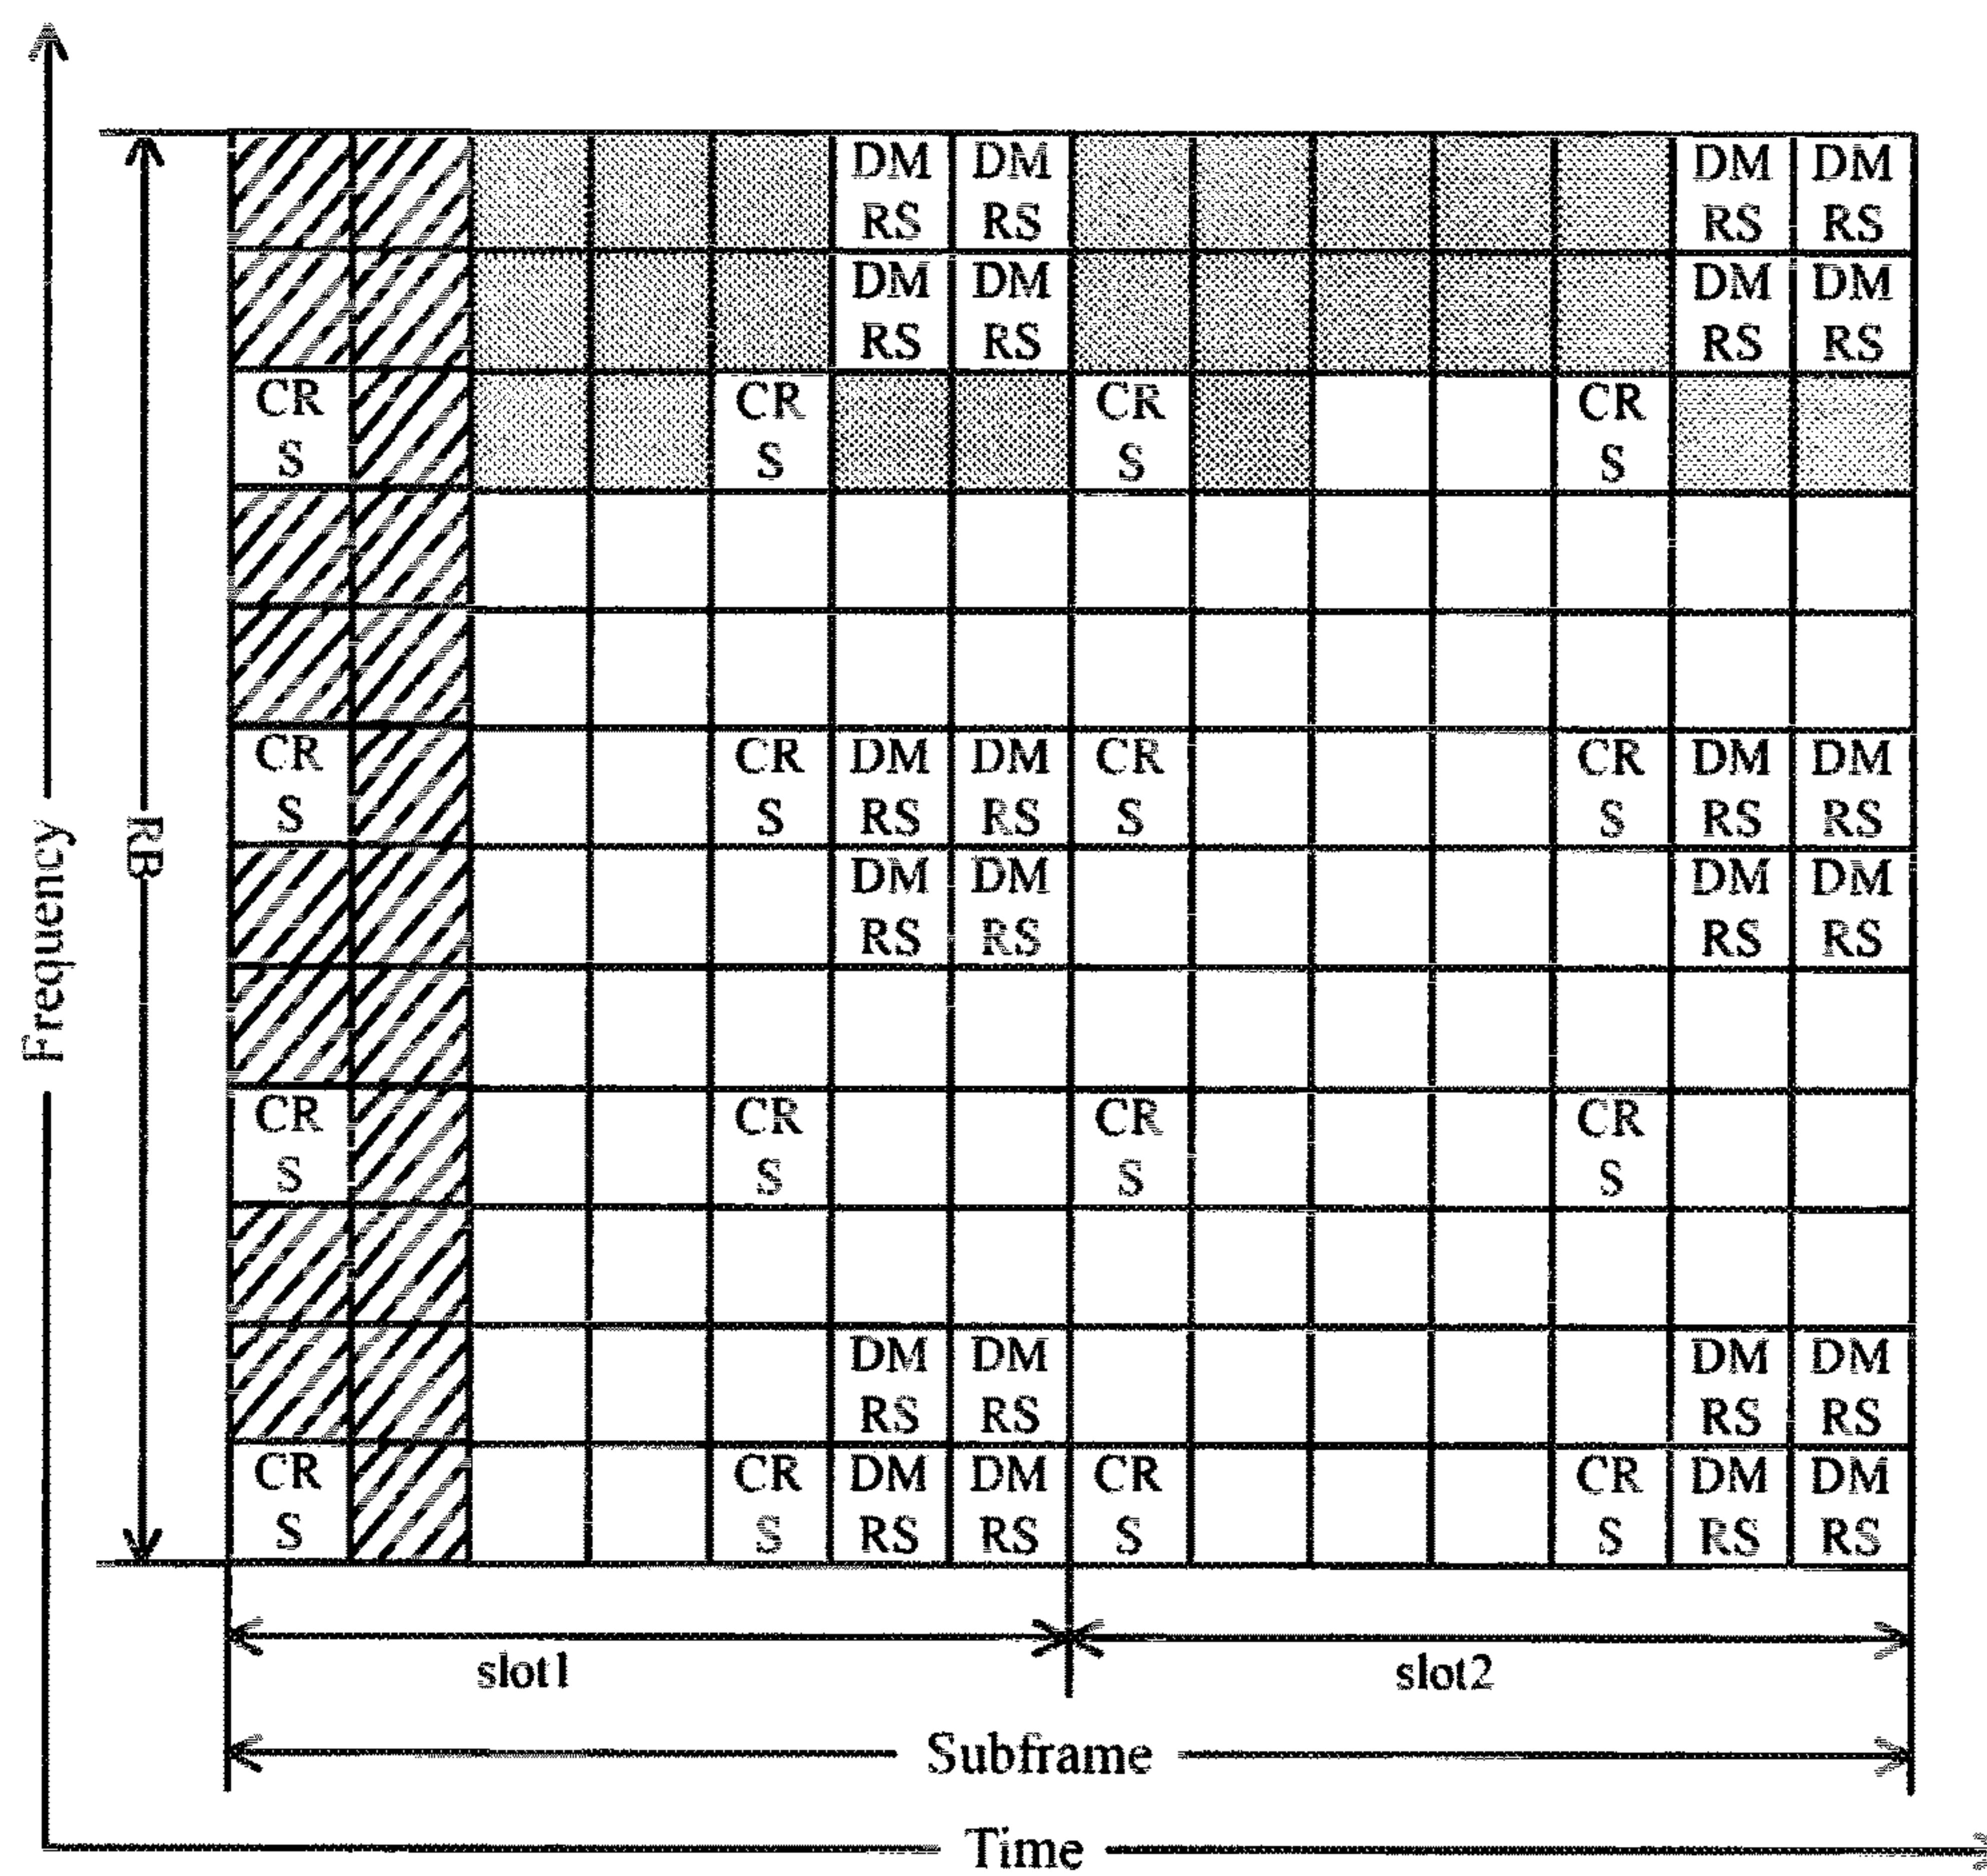 DM DM DM DM
RS RS RS RS
DM DM DM DM
RS RS RS RS
CR CR CR CR
S S S S
CR CR DM DM CR CR DM DM
S S RS RS S S RS RS
DM DM DM DM
RS RS RS RS
CR CR CR CR
S S S S
DM DM DM DM
RS RS RS RS
CR CR DM DM CR CR DM DM
S S RS RS S S RS RS
Frequency
RB
slot1 slot2
Subframe
Time